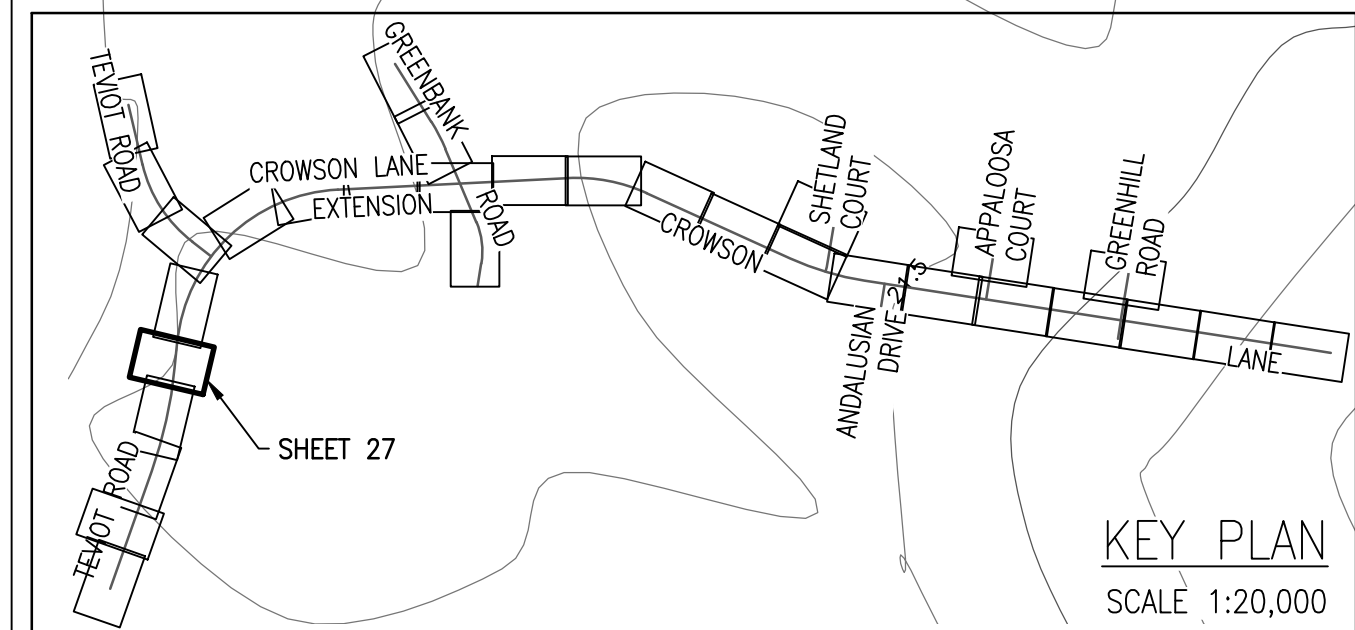 TEVIOT ROAD
GREENBANK
ROAD
CROWSON LANE
EXTENSION
CROWSON
SHETLAND
COURT
APPALOOSA
COURT
GREENHILL
ROAD
ANDALUSIAN
DRIVE
LANE
SHEET 27
TEVIOT ROAD
KEY PLAN
SCALE 1:20,000